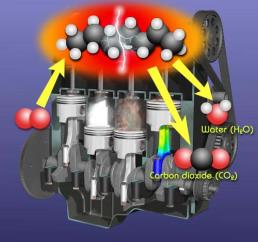 Water (H₂O)
Carbon dioxide (CO₂)